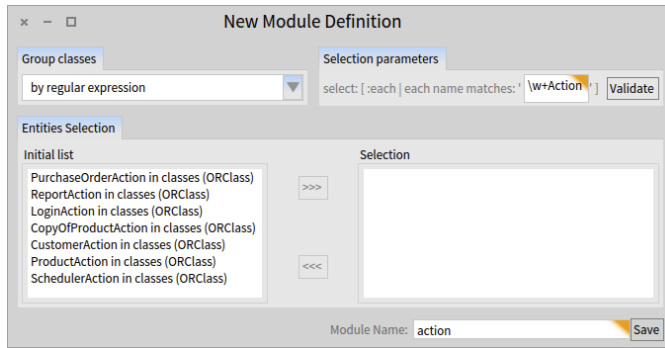 New Module Definition
Group classes
Selection parameters
by regular expression
select: [ :each | each name matches: ' \w+Action ' ] Validate
Entities Selection
Initial list
Selection
PurchaseOrderAction in classes (ORClass)
ReportAction in classes (ORClass)
LoginAction in classes (ORClass)
CopyOfProductAction in classes (ORClass)
CustomerAction in classes (ORClass)
ProductAction in classes (ORClass)
SchedulerAction in classes (ORClass)
>>>
<<<
Module Name: action Save